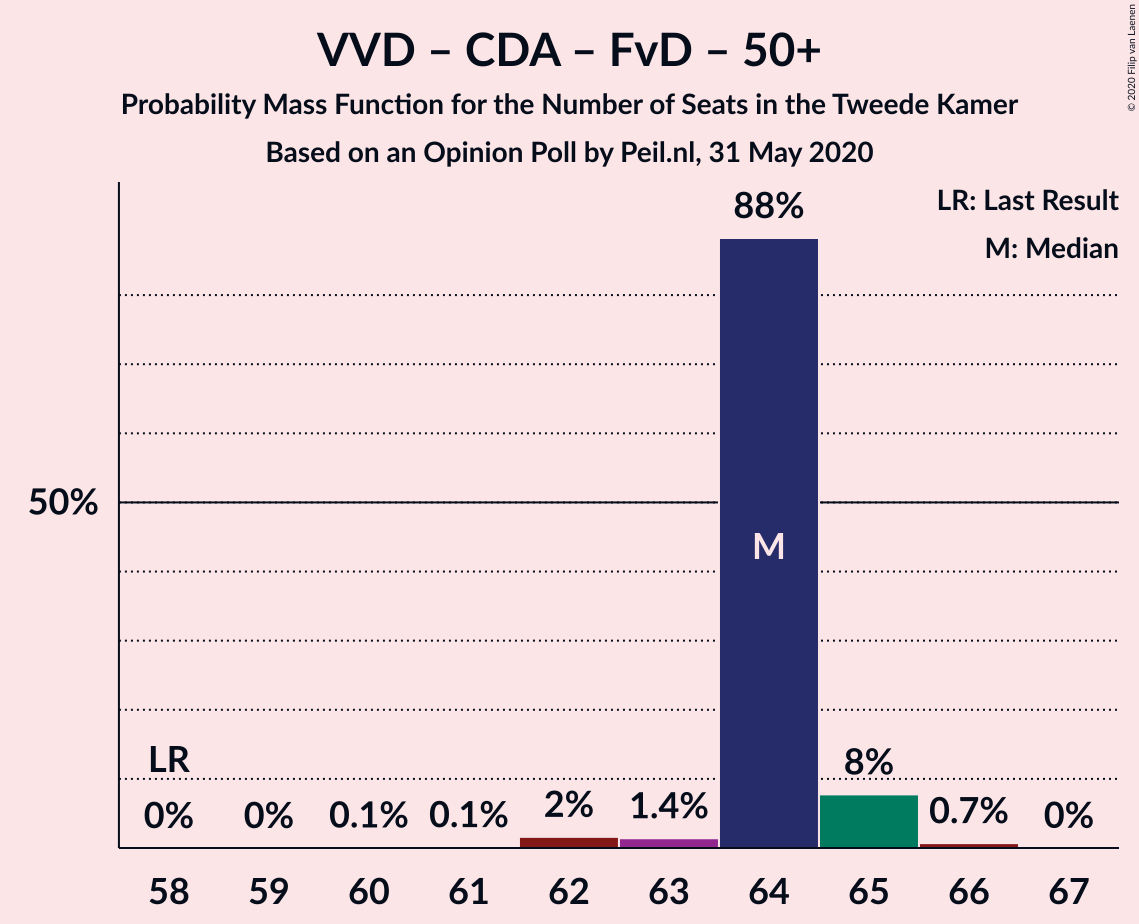 VVD – CDA – FvD – 50+
Probability Mass Function for the Number of Seats in the Tweede Kamer
Based on an Opinion Poll by Peil.nl, 31 May 2020
© 2020 Filip van Laenen
LR: Last Result
M: Median
88%
50%
M
LR
8%
0% 0% 0.1% 0.1% 2% 1.4% 0.7% 0%
58 59 60 61 62 63 64 65 66 67